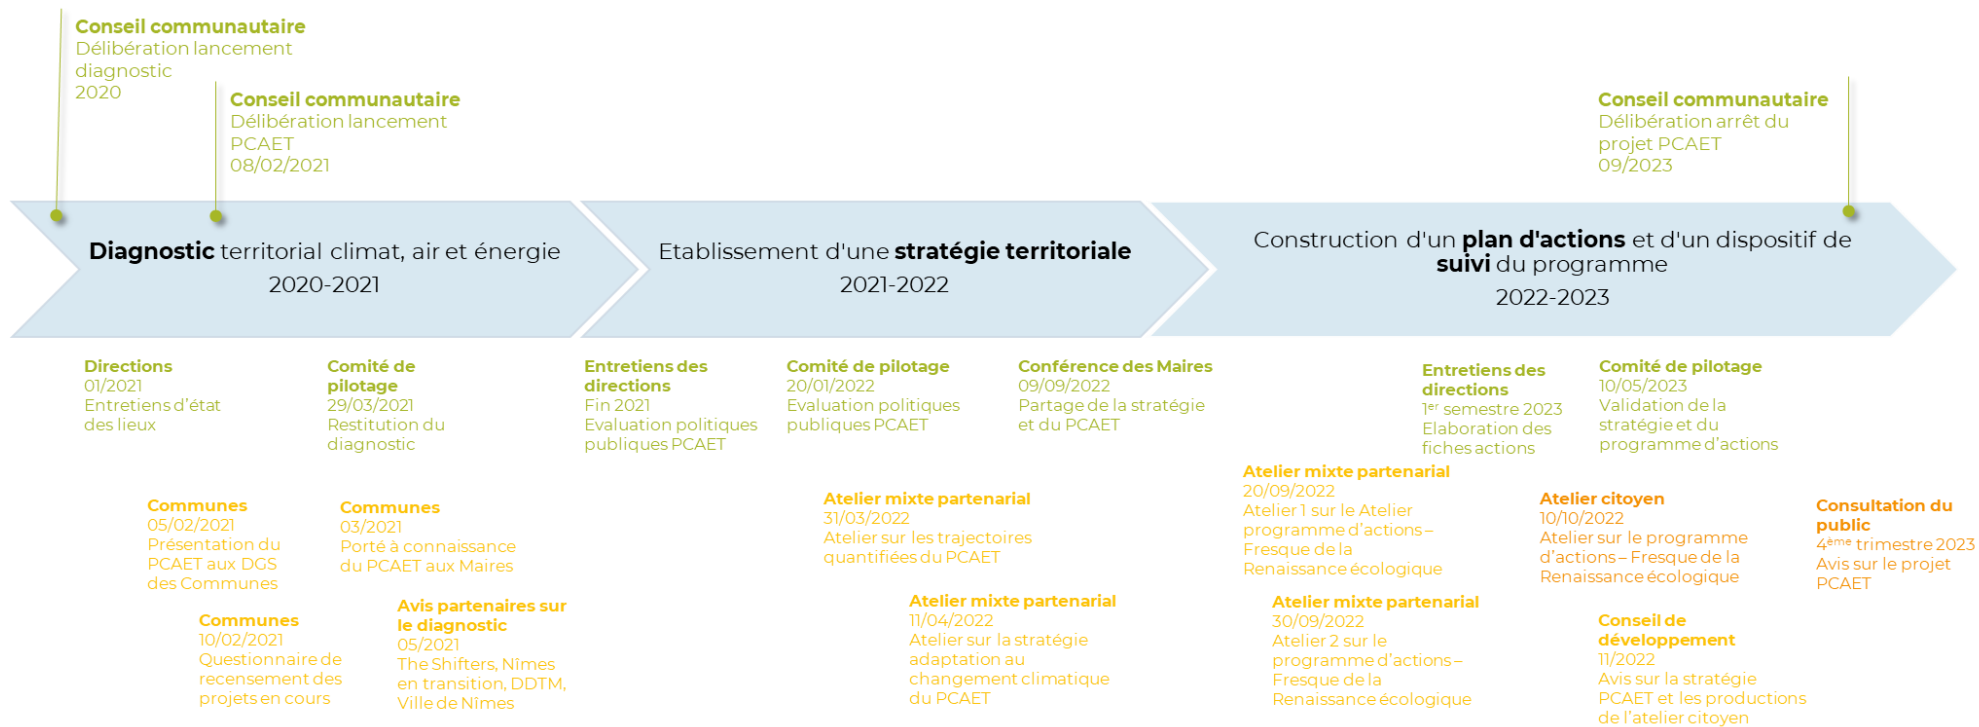 Conseil communautaire
Délibération lancement
diagnostic
2020
Conseil communautaire
Délibération lancement
PCAET
08/02/2021
Conseil communautaire
Délibération arrêt du
projet PCAET
09/2023
Diagnostic territorial climat, air et énergie
2020-2021
Etablissement d'une stratégie territoriale
2021-2022
Construction d'un plan d'actions et d'un dispositif de
suivi du programme
2022-2023
Directions
01/2021
Entretiens d'état
des lieux
Comité de
pilotage
29/03/2021
Restitution du
diagnostic
Entretiens des
directions
Fin 2021
Evaluation politiques
publiques PCAET
Comité de pilotage
20/01/2022
Evaluation politiques
publiques PCAET
Conférence des Maires
09/09/2022
Partage de la stratégie
et du PCAET
Entretiens des
directions
1er semestre 2023
Elaboration des
fiches actions
Comité de pilotage
10/05/2023
Validation de la
stratégie et du
programme d'actions
Communes
05/02/2021
Présentation du
PCAET aux DGS
des Communes
Communes
03/2021
Porté à connaissance
du PCAET aux Maires
Atelier mixte partenarial
31/03/2022
Atelier sur les trajectoires
quantifiées du PCAET
Atelier mixte partenarial
20/09/2022
Atelier 1 sur le Atelier
programme d'actions –
Fresque de la
Renaissance écologique
Atelier citoyen
10/10/2022
Atelier sur le programme
d'actions – Fresque de la
Renaissance écologique
Consultation du
public
4ème trimestre 2023
Avis sur le projet
PCAET
Communes
10/02/2021
Questionnaire de
recensement des
projets en cours
Avis partenaires sur
le diagnostic
05/2021
The Shifters, Nîmes
en transition, DDTM,
Ville de Nîmes
Atelier mixte partenarial
11/04/2022
Atelier sur la stratégie
adaptation au
changement climatique
du PCAET
Atelier mixte partenarial
30/09/2022
Atelier 2 sur le
programme d'actions –
Fresque de la
Renaissance écologique
Conseil de
développement
11/2022
Avis sur la stratégie
PCAET et les productions
de l'atelier citoyen